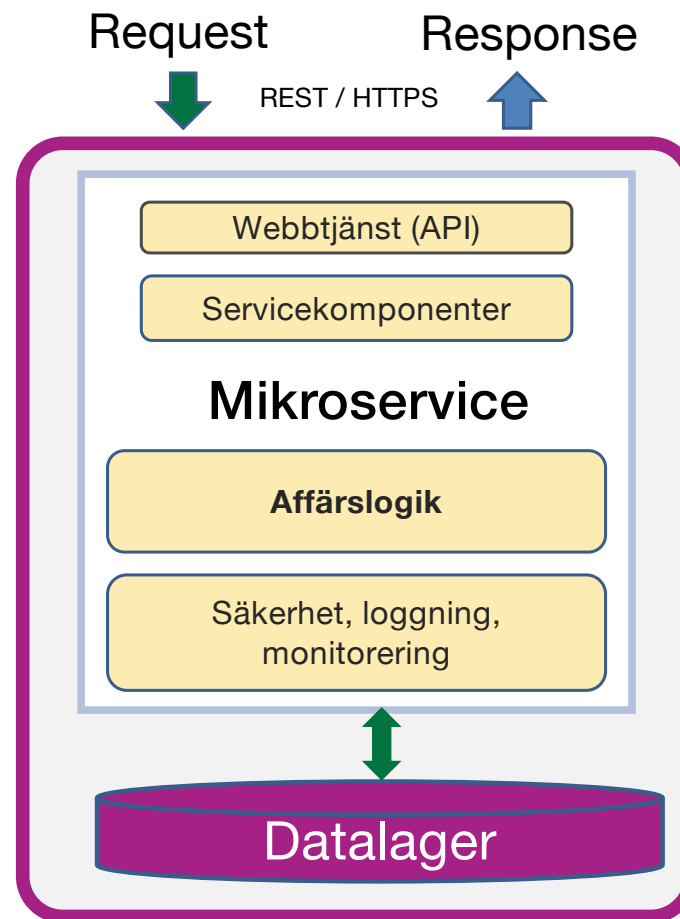 Request
Response
REST / HTTPS
Webbtjänst (API)
Servicekomponenter
Mikroservice
Affärslogik
Säkerhet, loggning,
monitorering
Datalager